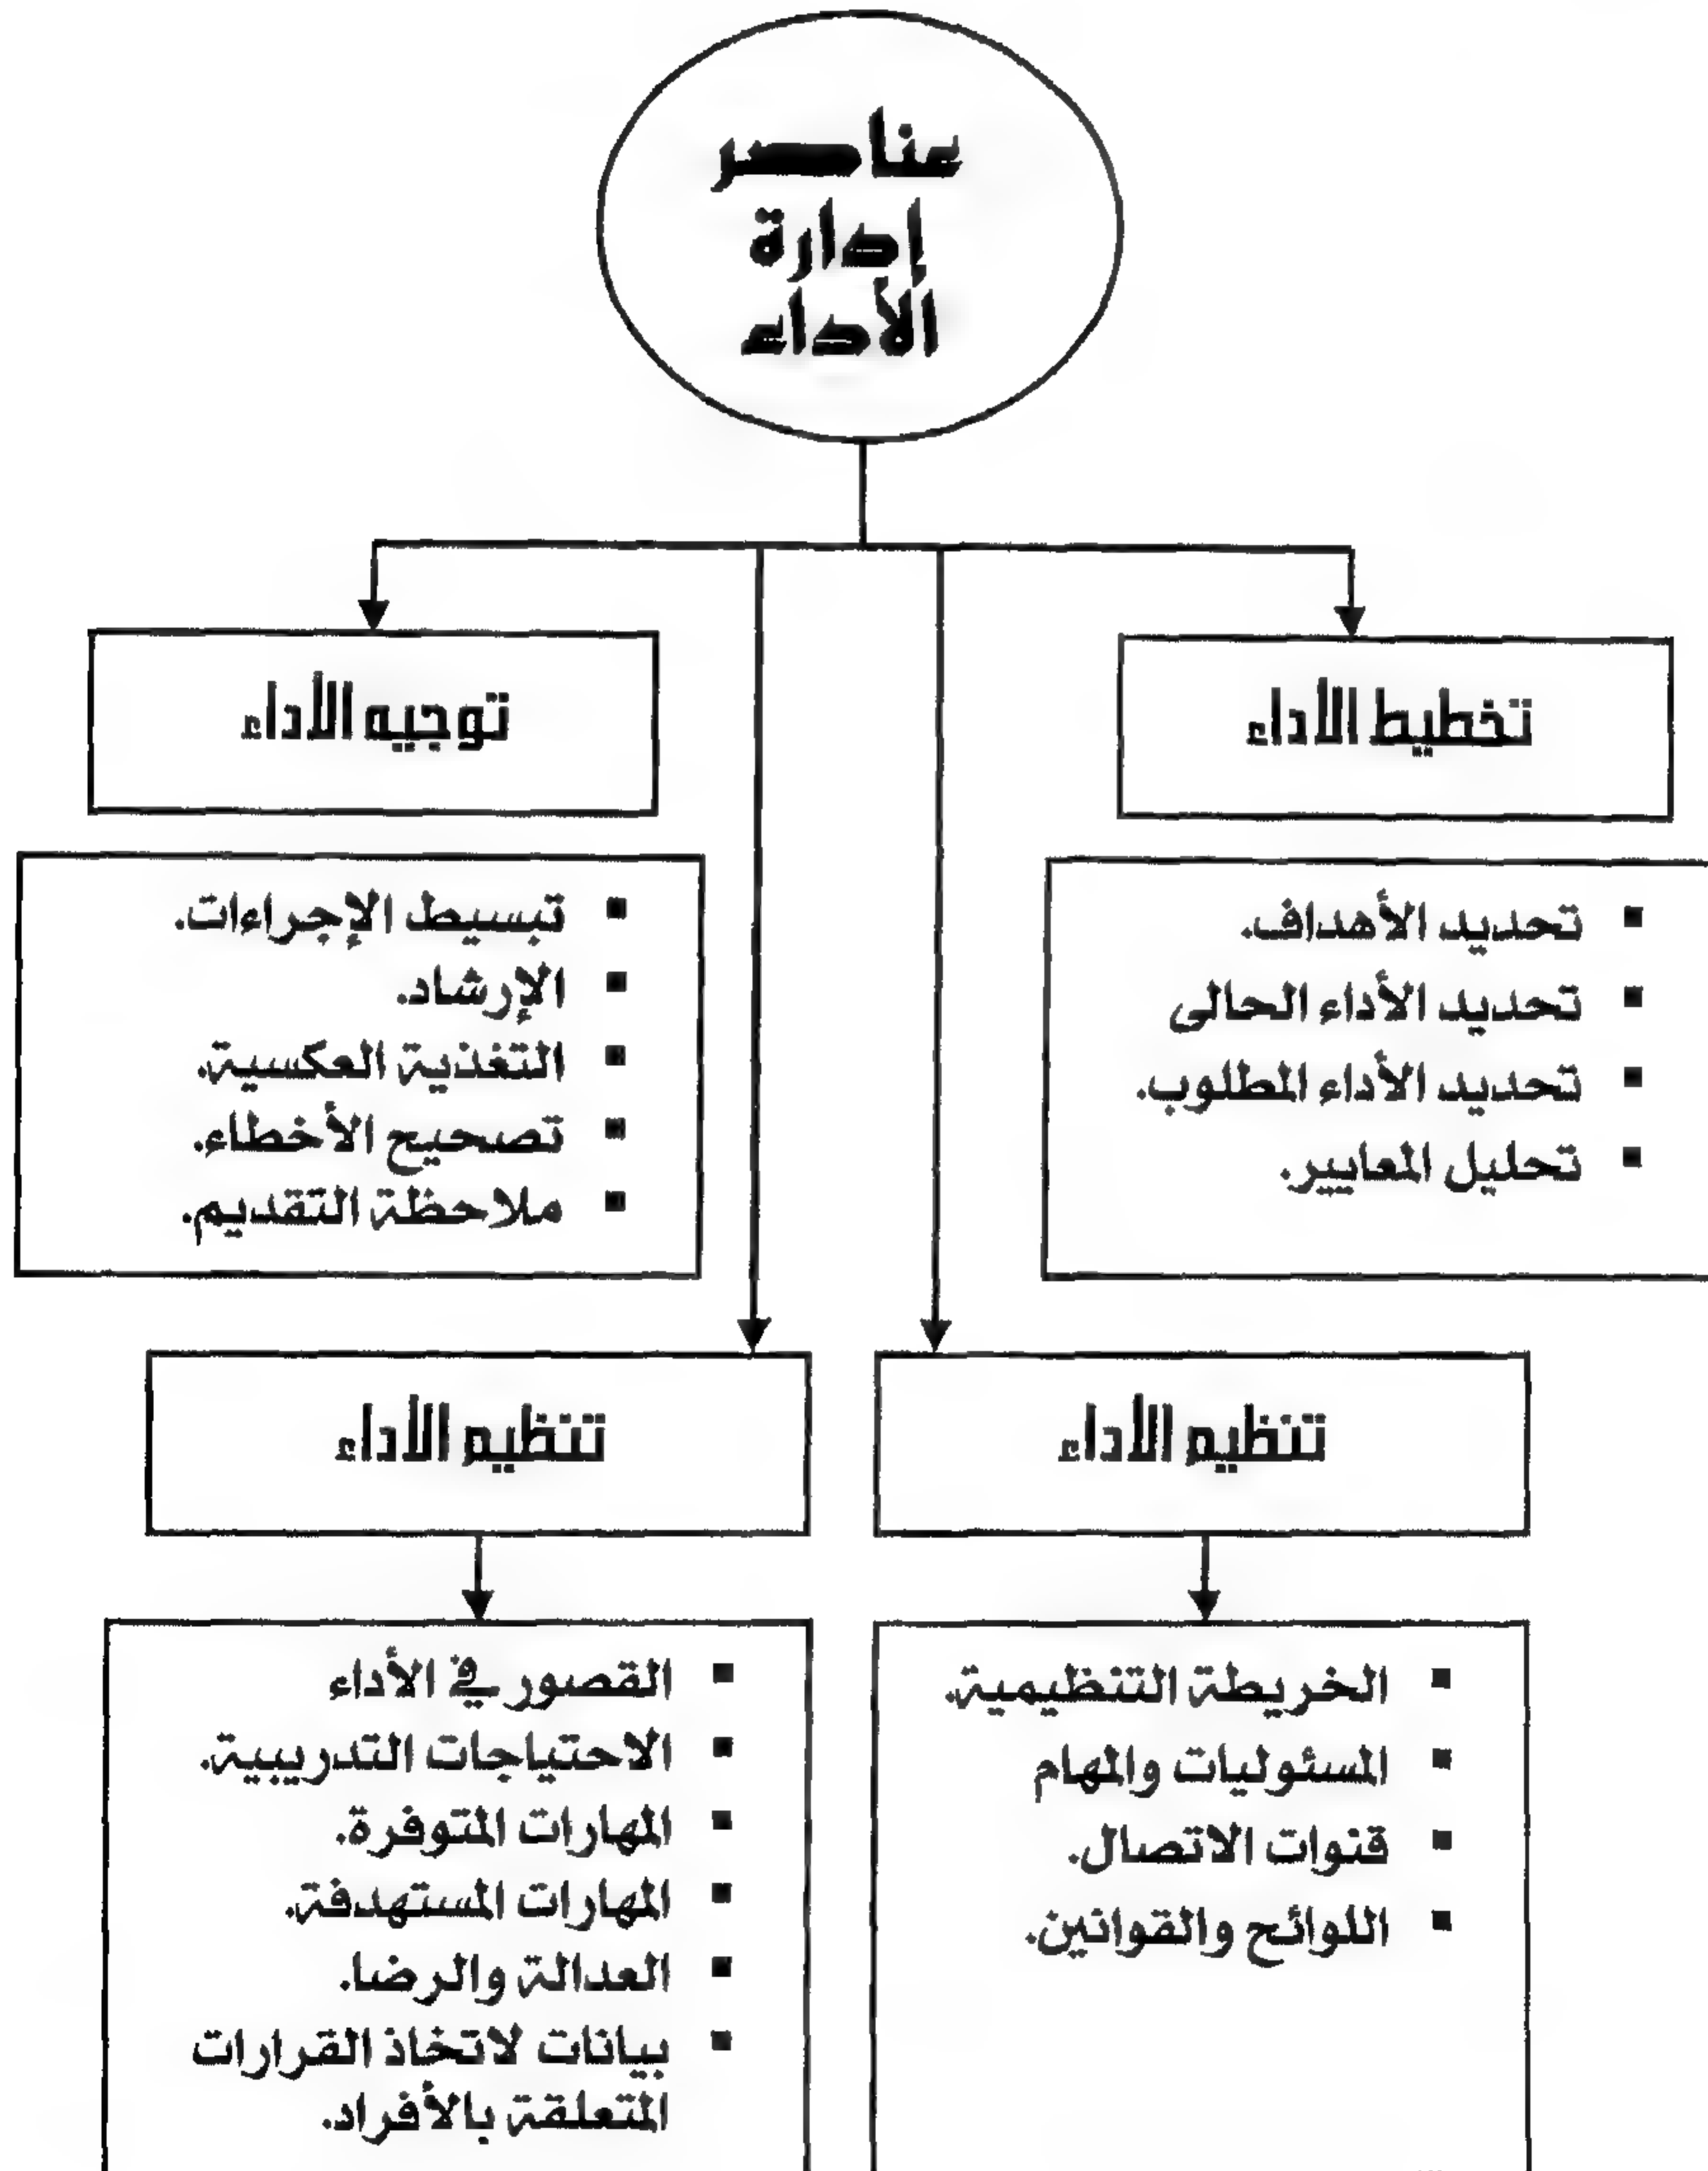 عناصر
إدارة
الأداء
تخطيط الأداء
▪ تحديد الأهداف.
▪ تحديد الأداء الحالى
▪ تحديد الأداء المطلوب.
▪ تحليل المعايير.
توجيه الأداء
▪ تبسيط الإجراءات.
▪ الإرشاد.
▪ التغذية العكسية.
▪ تصحيح الأخطاء.
▪ ملاحظة التقديم.
تنظيم الأداء
▪ الخريطة التنظيمية.
▪ المسئوليات والمهام
▪ قنوات الاتصال.
▪ اللوائح والقوانين.
تنظيم الأداء
▪ القصور في الأداء
▪ الاحتياجات التدريبية.
▪ المهارات المتوفرة.
▪ المهارات المستهدفة.
▪ العدالة والرضا.
▪ بيانات لاتخاذ القرارات
المتعلقة بالأفراد.